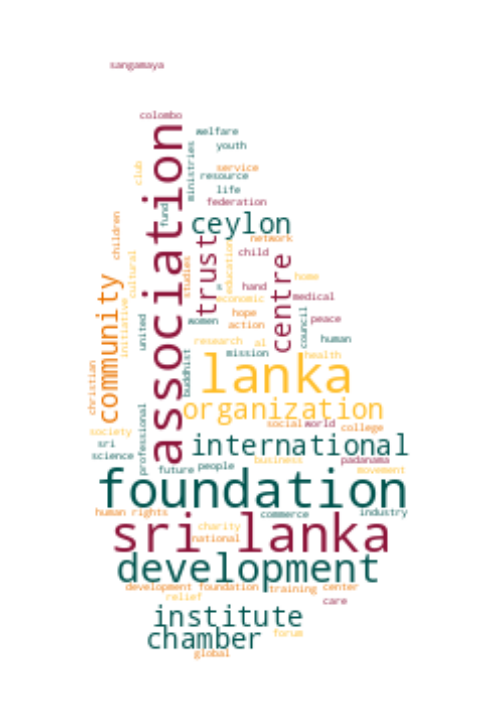 sangamaya
colombo
welfare
youth
ministries
club
service
resource
life
federation
fund
association
children
ceylon
trust
network
education
child
centre
cultural
studies
s
hand
home
economic
medical
community
initiative
united
women
hope
action
council
peace
human
research
al
mission
health
buddhist
christian
lanka
organization
professional
society
social
world
college
sri
science
international
future
people
business
padanama
movement
foundation
human rights
commerce
industry
sri lanka
charity
national
development
development foundation
training
center
relief
care
institute
chamber
forum
global